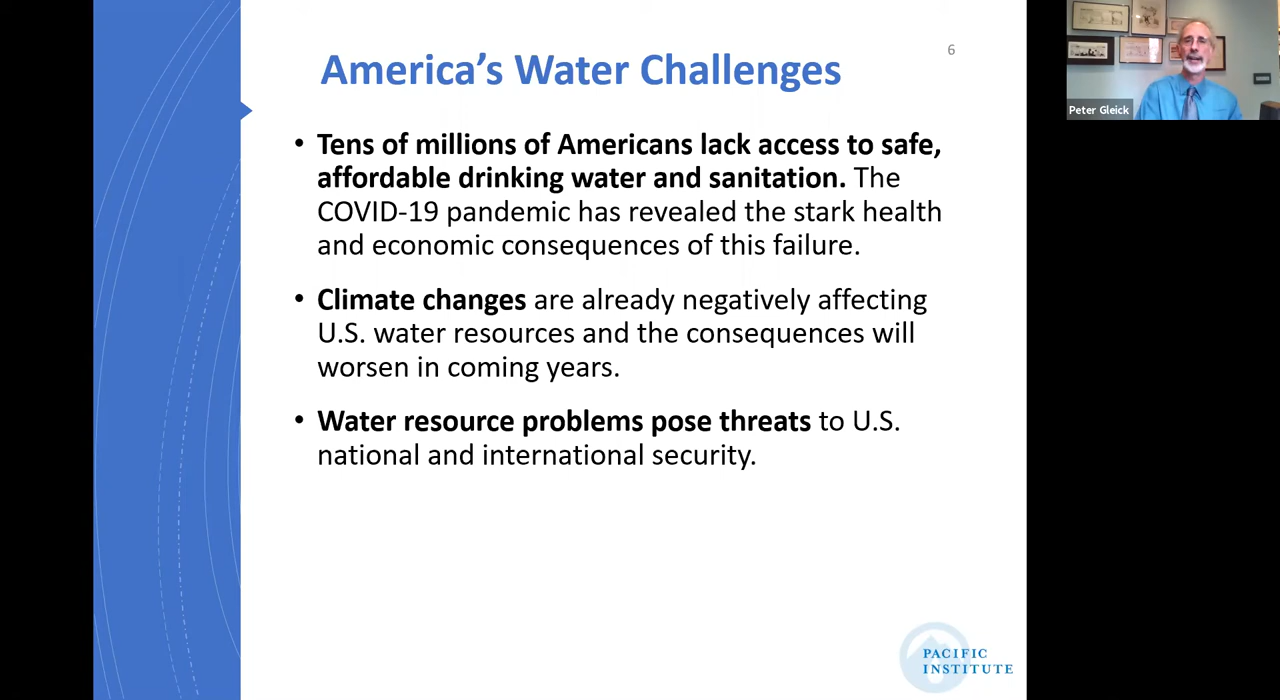 America's Water Challenges
6
• Tens of millions of Americans lack access to safe,
affordable drinking water and sanitation. The
COVID-19 pandemic has revealed the stark health
and economic consequences of this failure.
• Climate changes are already negatively affecting
U.S. water resources and the consequences will
worsen in coming years.
• Water resource problems pose threats to U.S.
national and international security.
PACIFIC
INSTITUTE
Peter Gleick